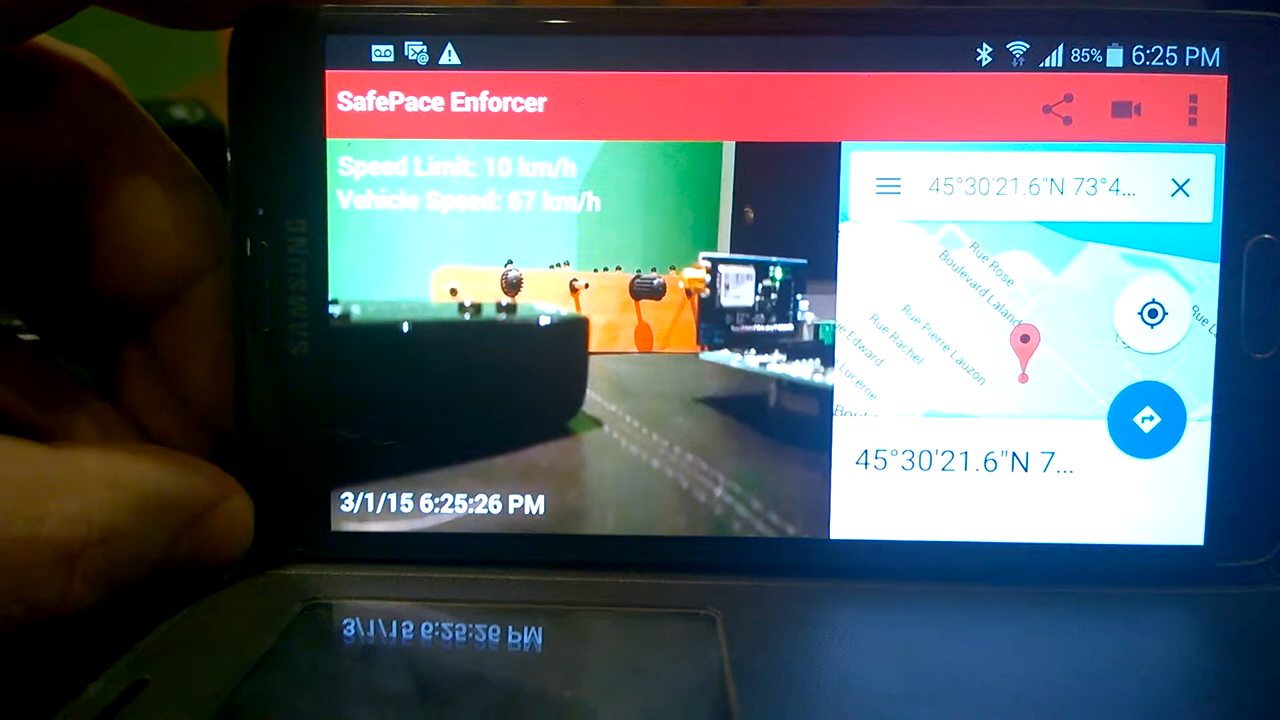 85% 6:25 PM
SafePace Enforcer
Speed Limit: 10 km/h
Vehicle Speed: 67 km/h
3/1/15 6:25:26 PM
45°30'21.6"N 73°4...
Rue Rose
Boulevard Laland
Rue Pierre Lauzon
Rue Rachel
e Edward
Lucerne
Boul
Rue L
45°30'21.6"N 7...
SAMSUNG
3/1/15 6:25:26 PM